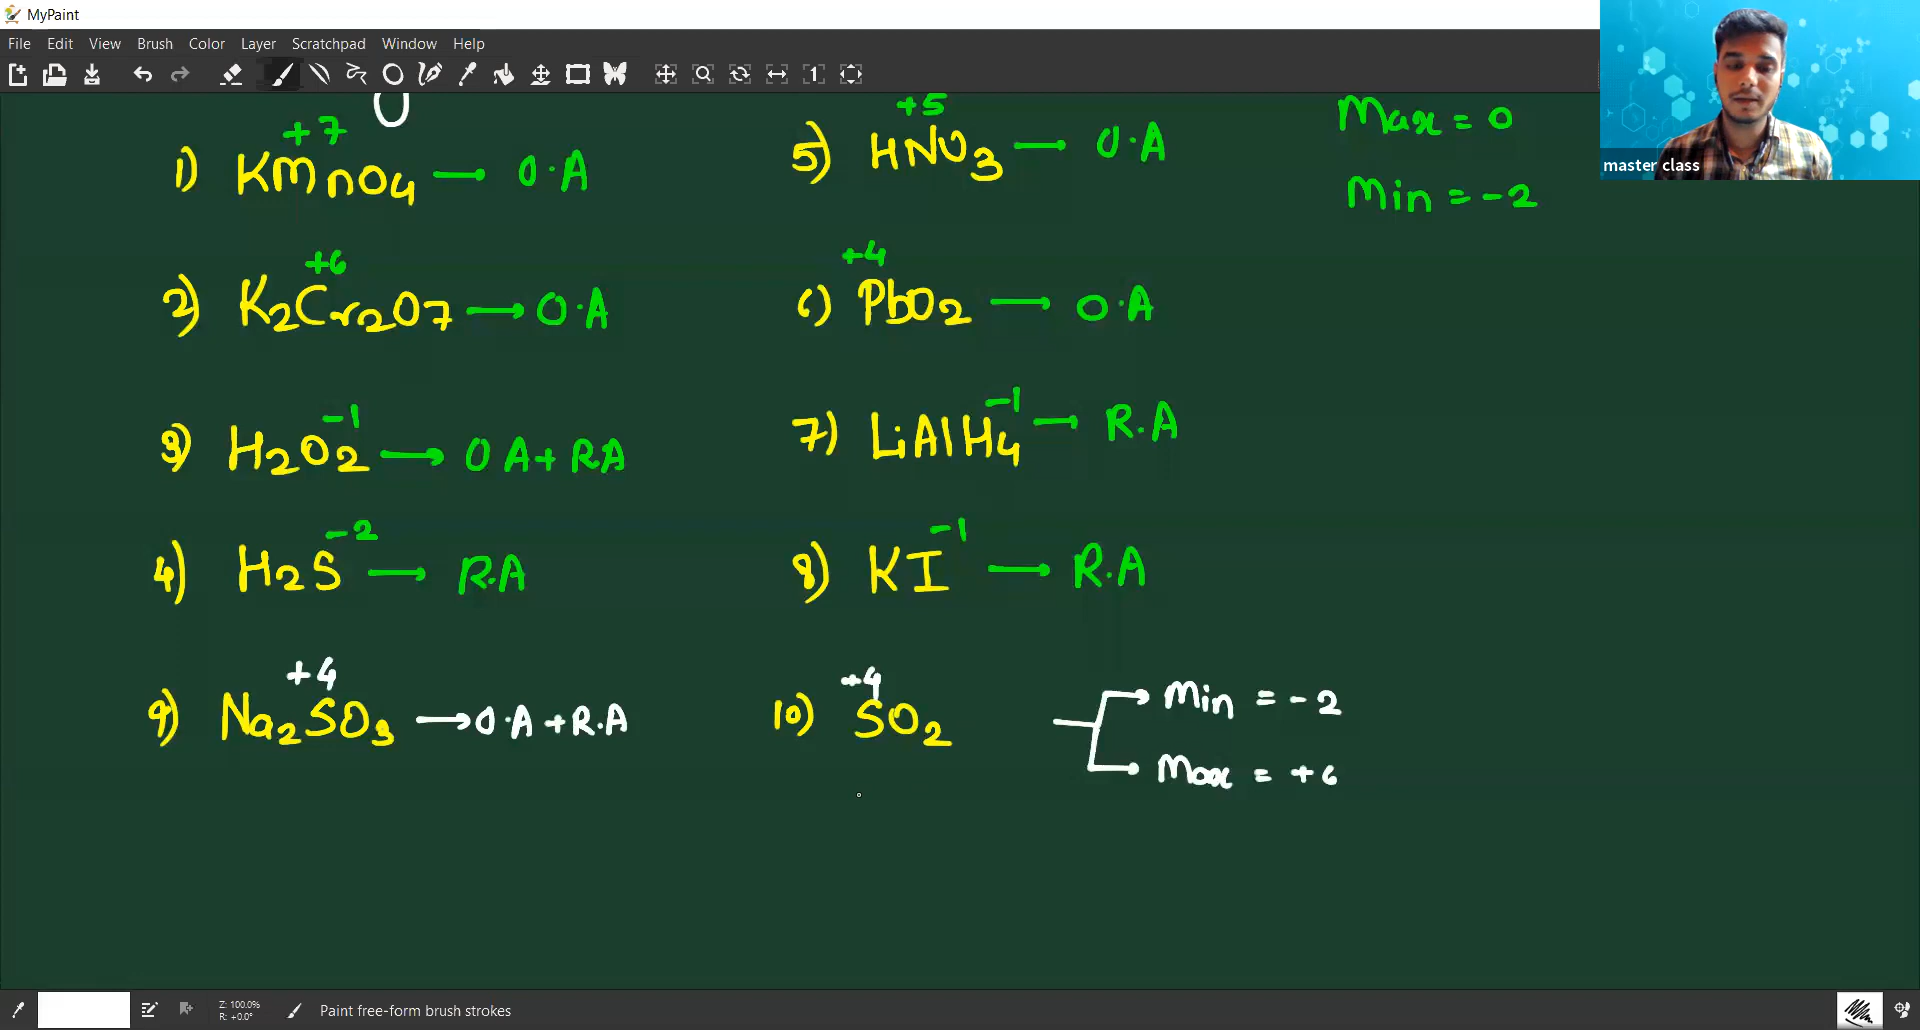 MyPaint
File Edit View Brush Color Layer Scratchpad Window Help
master class
+7
1) KMnO4 → O.A
+6
2) K2Cr2O7 → O.A
-1
3) H2O2 → O A + R A
-2
4) H2S → R.A
+4
9) Na2SO3 → O.A + R.A
+5
5) HNO3 → O.A
+4
6) PbO2 → O.A
-1
7) LiAlH4 → R.A
-1
8) KI → R.A
+4
10) SO2
Min = -2
Max = +6
Max = 0
Min = -2
Z: 100.0%
R: +0.0°
Paint free-form brush strokes